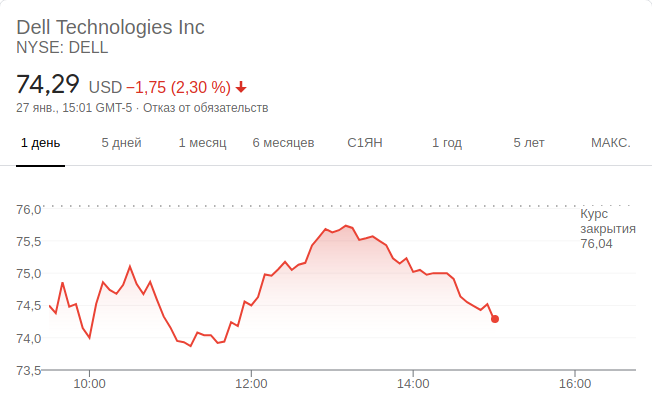 Dell Technologies Inc
NYSE: DELL
74,29 USD −1,75 (2,30 %)
27 янв., 15:01 GMT-5 · Отказ от обязательств
1 день 5 дней 1 месяц 6 месяцев С1ЯН 1 год 5 лет МАКС.
76,0
Курс
закрытия
75,5
76,04
75,0
74,5
74,0
73,5
10:00 12:00 14:00 16:00